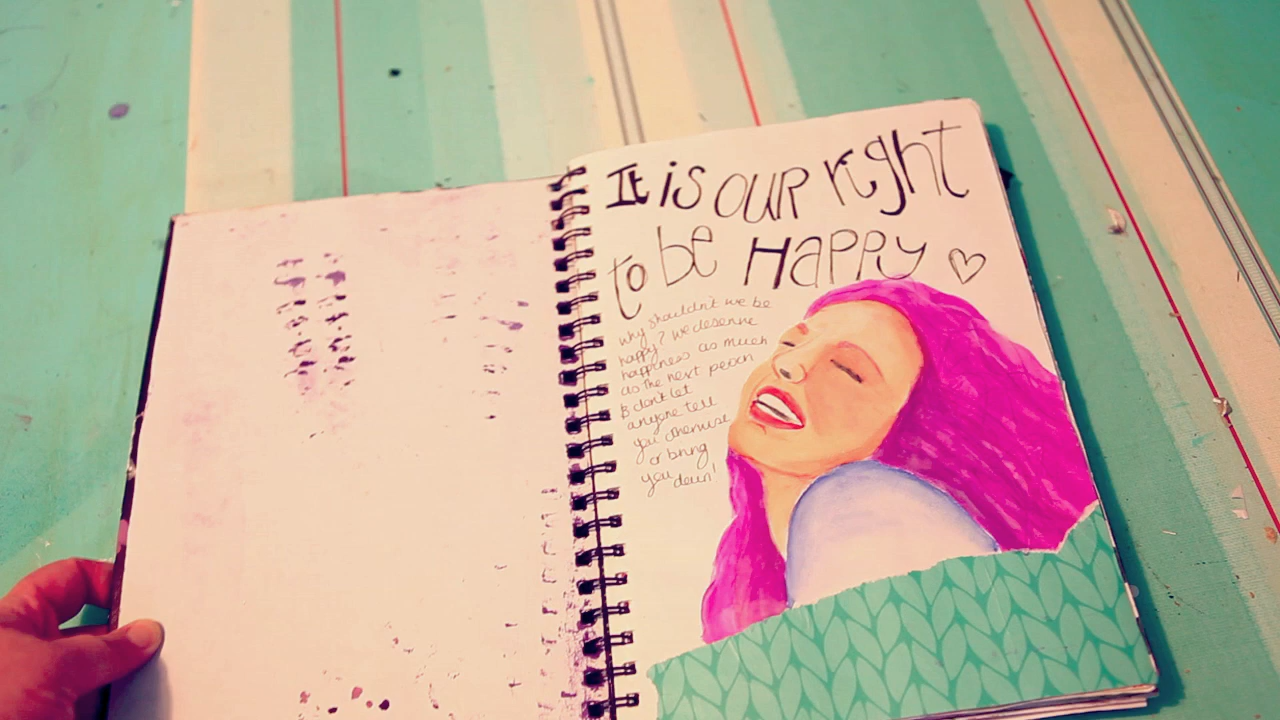 It is OUR right
to be Happy ♡
why shouldn't we be
happy? we deserve
happiness as much
as the next person
& don't let
anyone tell
you otherwise
or bring
you down!